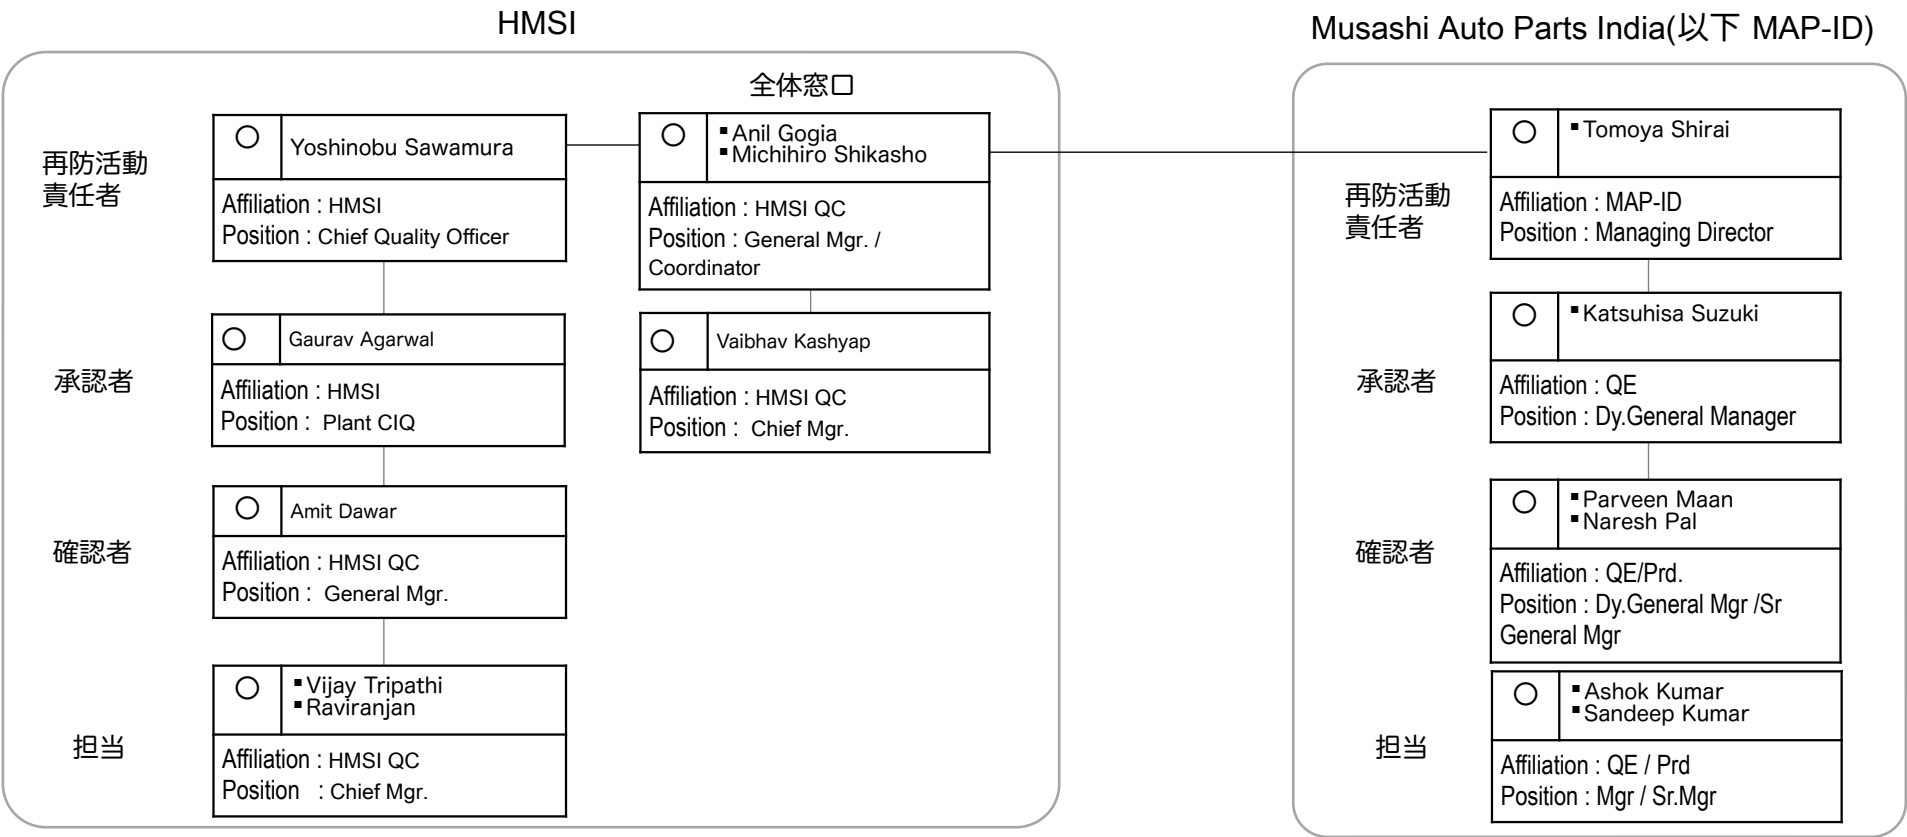 HMSI
Musashi Auto Parts India(以下 MAP-ID)
全体窓口
再防活動
責任者
〇
Yoshinobu Sawamura
Affiliation : HMSI
Position : Chief Quality Officer
〇
▪Anil Gogia
▪Michihiro Shikasho
Affiliation : HMSI QC
Position : General Mgr. /
Coordinator
承認者
〇
Gaurav Agarwal
Affiliation : HMSI
Position : Plant CIQ
〇
Vaibhav Kashyap
Affiliation : HMSI QC
Position : Chief Mgr.
確認者
〇
Amit Dawar
Affiliation : HMSI QC
Position : General Mgr.
担当
〇
▪Vijay Tripathi
▪Raviranjan
Affiliation : HMSI QC
Position : Chief Mgr.
再防活動
責任者
〇
▪Tomoya Shirai
Affiliation : MAP-ID
Position : Managing Director
承認者
〇
▪Katsuhisa Suzuki
Affiliation : QE
Position : Dy.General Manager
確認者
〇
▪Parveen Maan
▪Naresh Pal
Affiliation : QE/Prd.
Position : Dy.General Mgr /Sr
General Mgr
担当
〇
▪Ashok Kumar
▪Sandeep Kumar
Affiliation : QE / Prd
Position : Mgr / Sr.Mgr